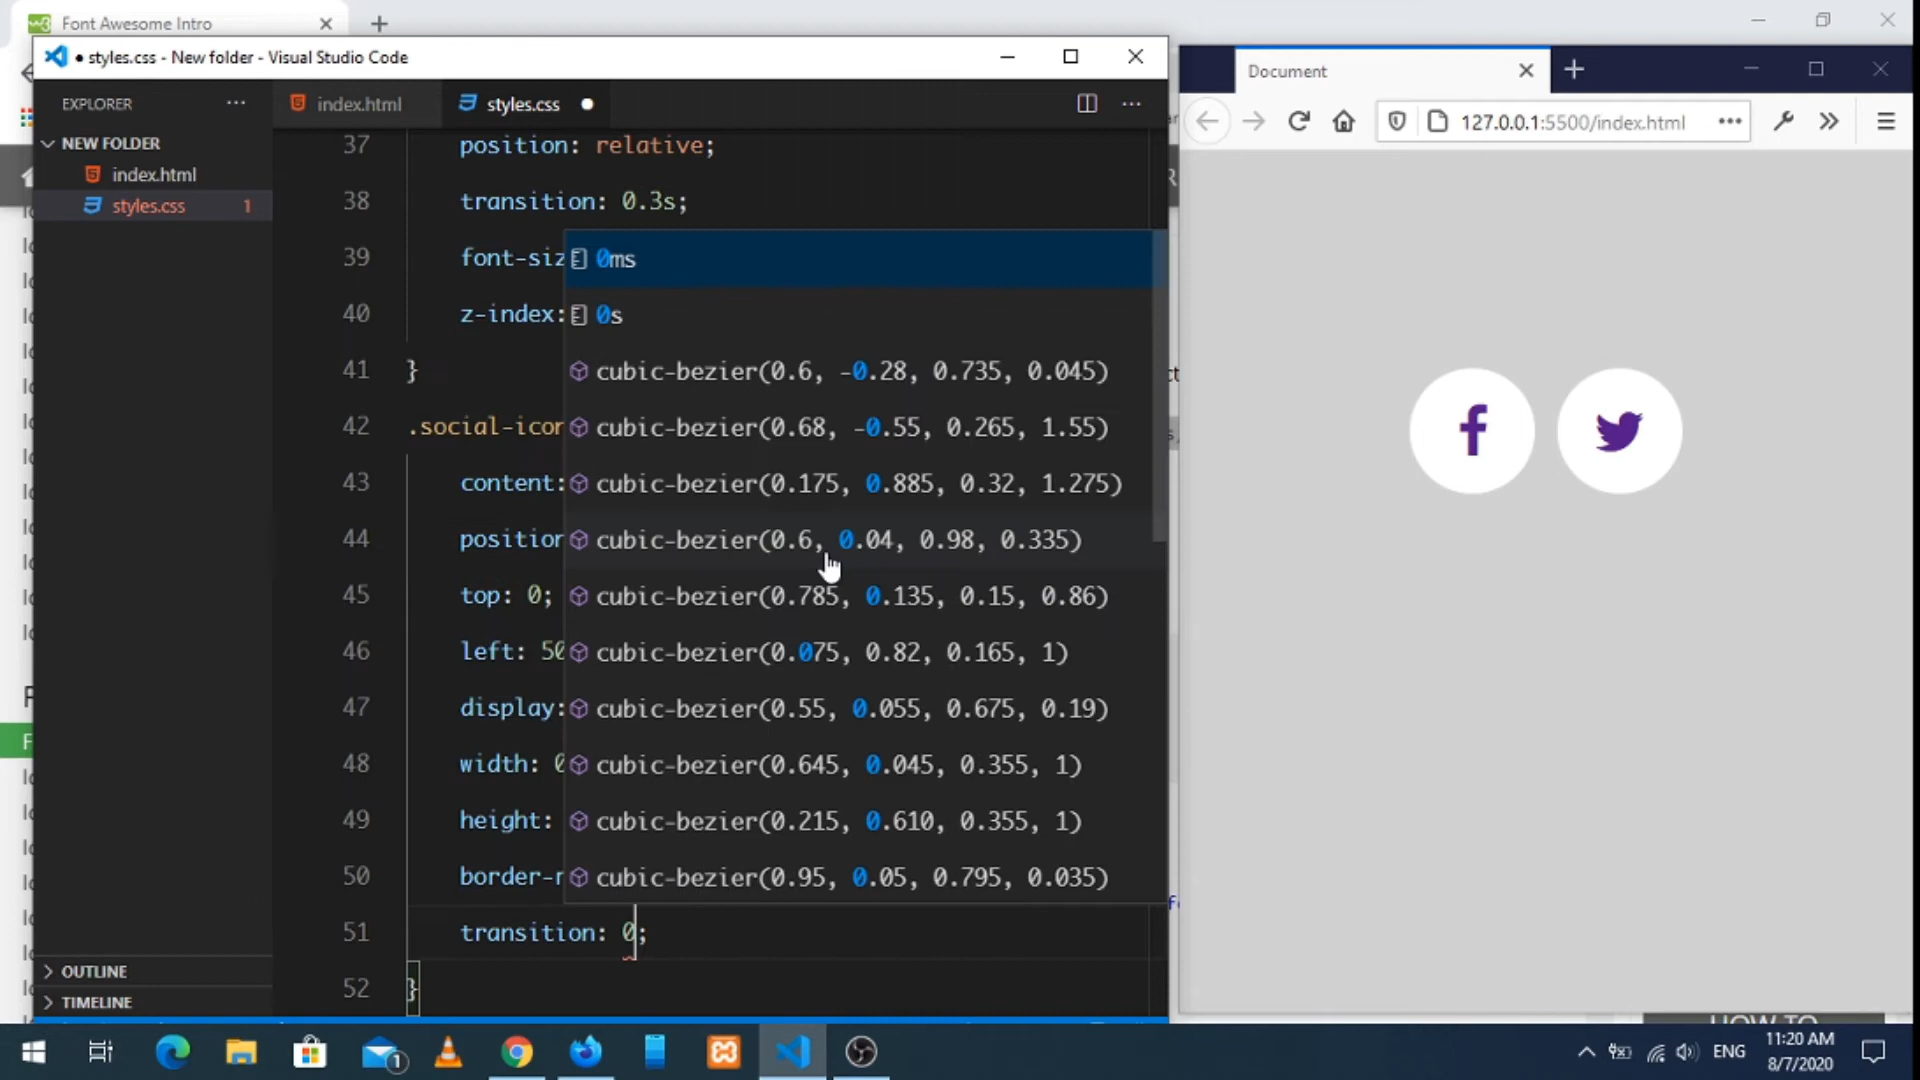 Font Awesome Intro
styles.css - New folder - Visual Studio Code
Document
EXPLORER
index.html
styles.css
127.0.0.1:5500/index.html
NEW FOLDER
index.html
styles.css 1
37 position: relative;
38 transition: 0.3s;
39 font-siz
40 z-index:
41 }
42 .social-icon
43 content:
44 position
45 top: 0;
46 left: 50
47 display:
48 width: 0
49 height:
50 border-r
51 transition: 0;
52 }
0ms
0s
cubic-bezier(0.6, -0.28, 0.735, 0.045)
cubic-bezier(0.68, -0.55, 0.265, 1.55)
cubic-bezier(0.175, 0.885, 0.32, 1.275)
cubic-bezier(0.6, 0.04, 0.98, 0.335)
cubic-bezier(0.785, 0.135, 0.15, 0.86)
cubic-bezier(0.075, 0.82, 0.165, 1)
cubic-bezier(0.55, 0.055, 0.675, 0.19)
cubic-bezier(0.645, 0.045, 0.355, 1)
cubic-bezier(0.215, 0.610, 0.355, 1)
cubic-bezier(0.95, 0.05, 0.795, 0.035)
OUTLINE
TIMELINE
HOW TO
1
ENG
11:20 AM
8/7/2020